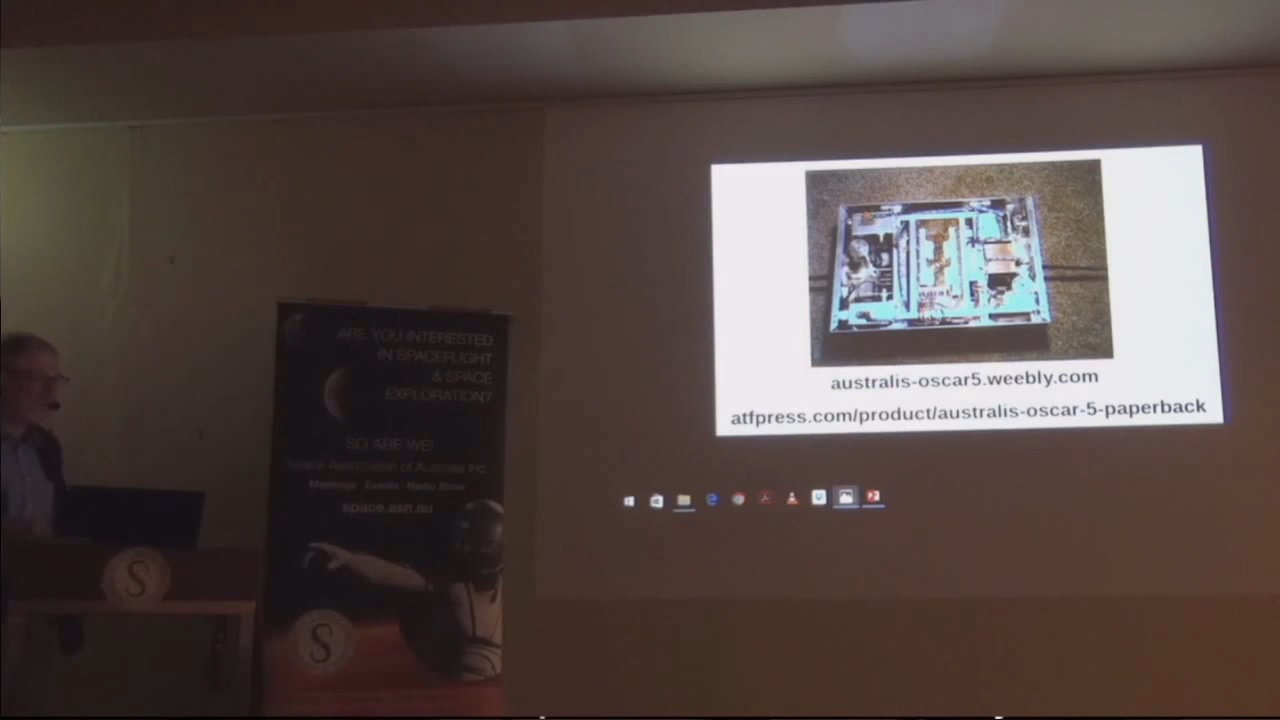 ARE YOU INTERESTED
IN SPACEFLIGHT
& SPACE
EXPLORATION?
SO ARE WE!
Space Association of Australia Inc.
Meetings Events Radio Show
space.asn.au
S
S
australis-oscar5.weebly.com
atfpress.com/product/australis-oscar-5-paperback